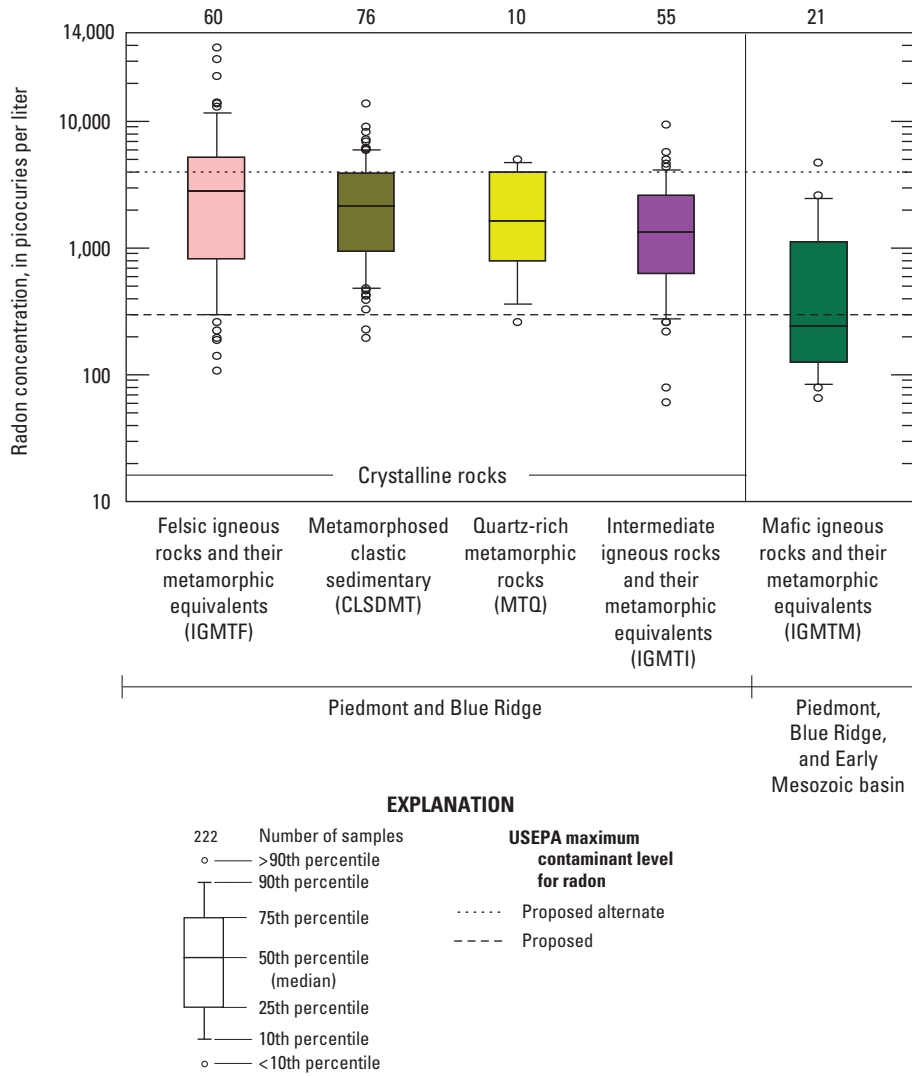 60 76 10 55 21
14,000
10,000
1,000
100
10
Radon concentration, in picocuries per liter
Crystalline rocks
Felsic igneous
rocks and their
metamorphic
equivalents
(IGMTF)
Metamorphosed
clastic
sedimentary
(CLSDMT)
Quartz-rich
metamorphic
rocks
(MTQ)
Intermediate
igneous rocks
and their
metamorphic
equivalents
(IGMTI)
Mafic igneous
rocks and their
metamorphic
equivalents
(IGMTM)
Piedmont and Blue Ridge
Piedmont,
Blue Ridge,
and Early
Mesozoic basin
EXPLANATION
222 Number of samples
>90th percentile
90th percentile
75th percentile
50th percentile
(median)
25th percentile
10th percentile
<10th percentile
USEPA maximum
contaminant level
for radon
Proposed alternate
Proposed